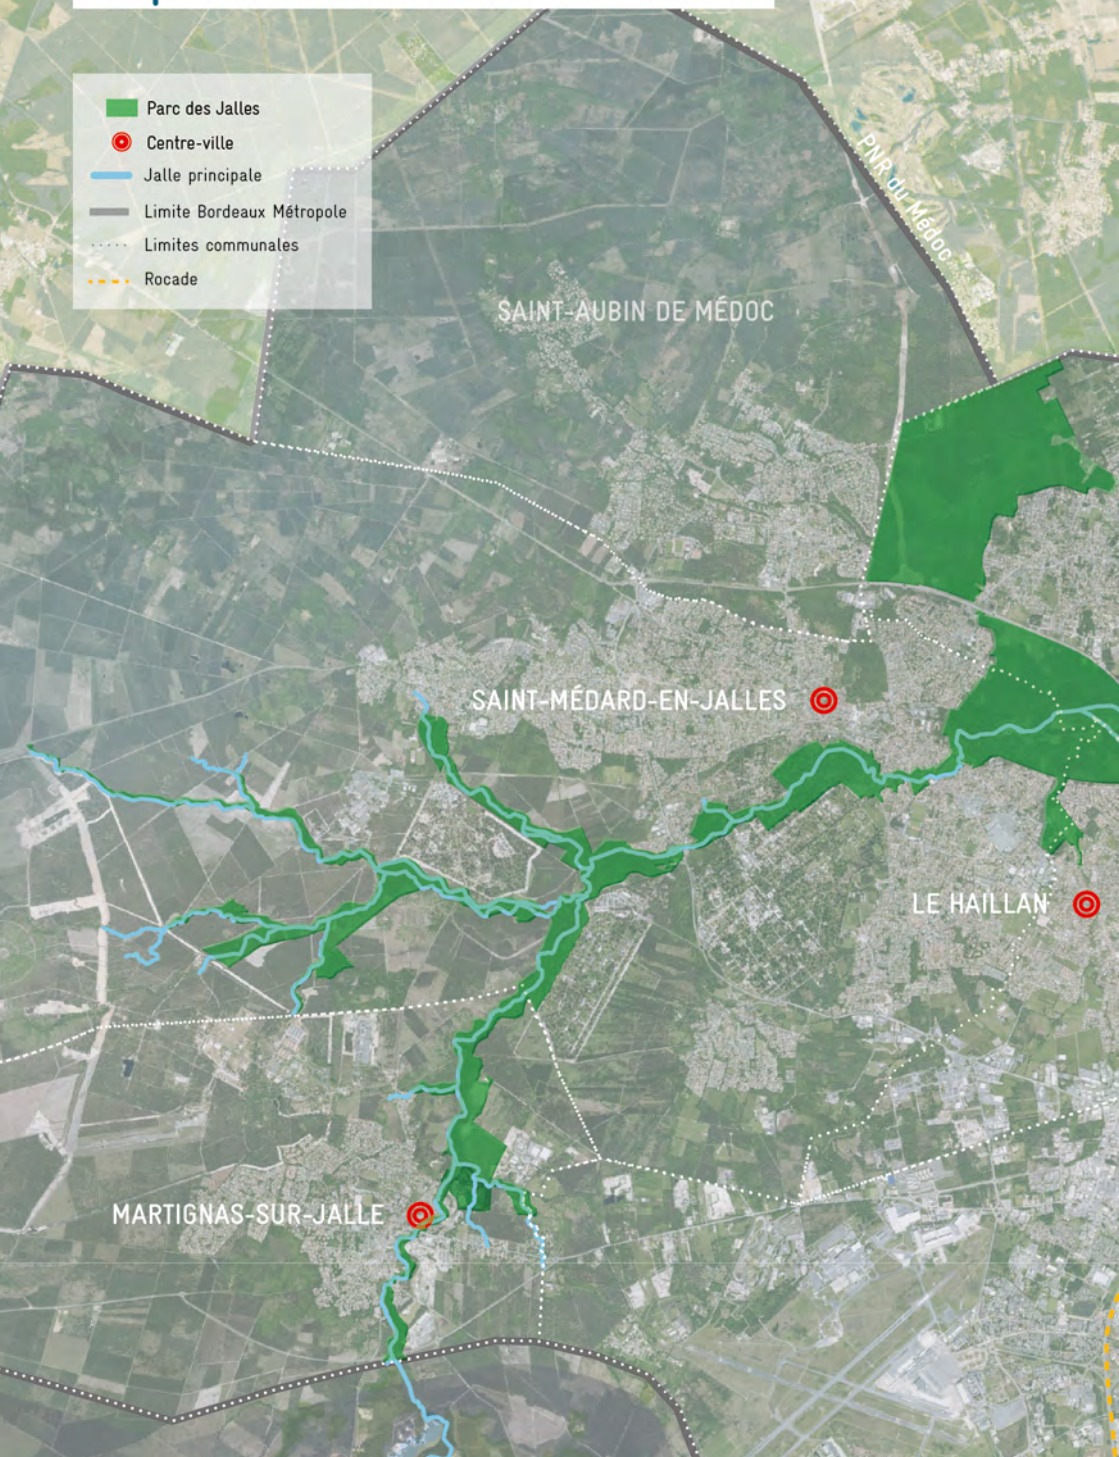 Parc des Jalles
Centre-ville
Jalle principale
Limite Bordeaux Métropole
Limites communales
Rocade
PNR du Médoc
SAINT-AUBIN DE MÉDOC
SAINT-MÉDARD-EN-JALLES
LE HAILLAN
MARTIGNAS-SUR-JALLE